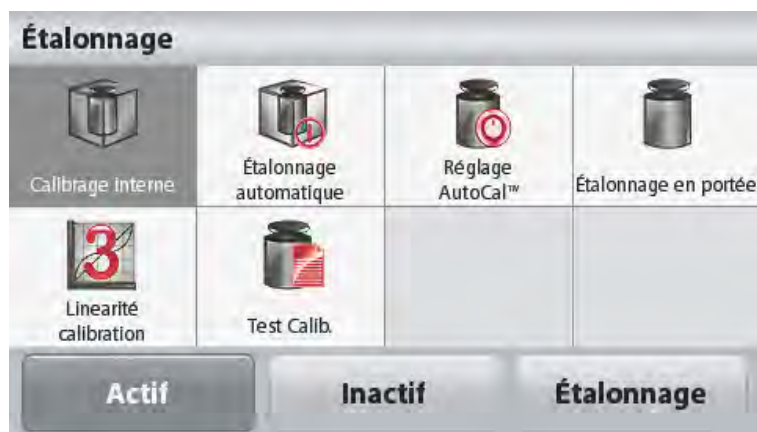 Étalonnage
Calibrage interne
Étalonnage
automatique
Réglage
AutoCal™
Étalonnage en portée
3
Linearité
calibration
Test Calib.
Actif
Inactif
Étalonnage